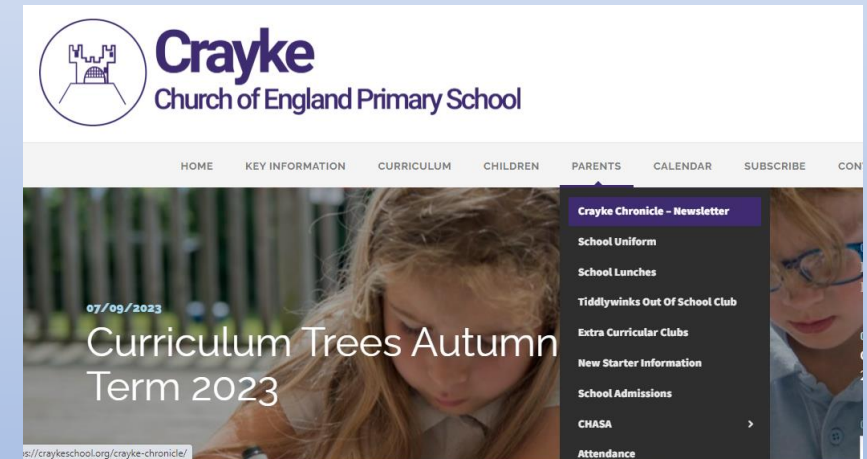 Crayke
Church of England Primary School
HOME KEY INFORMATION CURRICULUM CHILDREN PARENTS CALENDAR SUBSCRIBE CON
Crayke Chronicle – Newsletter
School Uniform
School Lunches
Tiddlywinks Out Of School Club
Extra Curricular Clubs
New Starter Information
School Admissions
CHASA >
Attendance
07/09/2023
Curriculum Trees Autumn
Term 2023
s://craykeschool.org/crayke-chronicle/